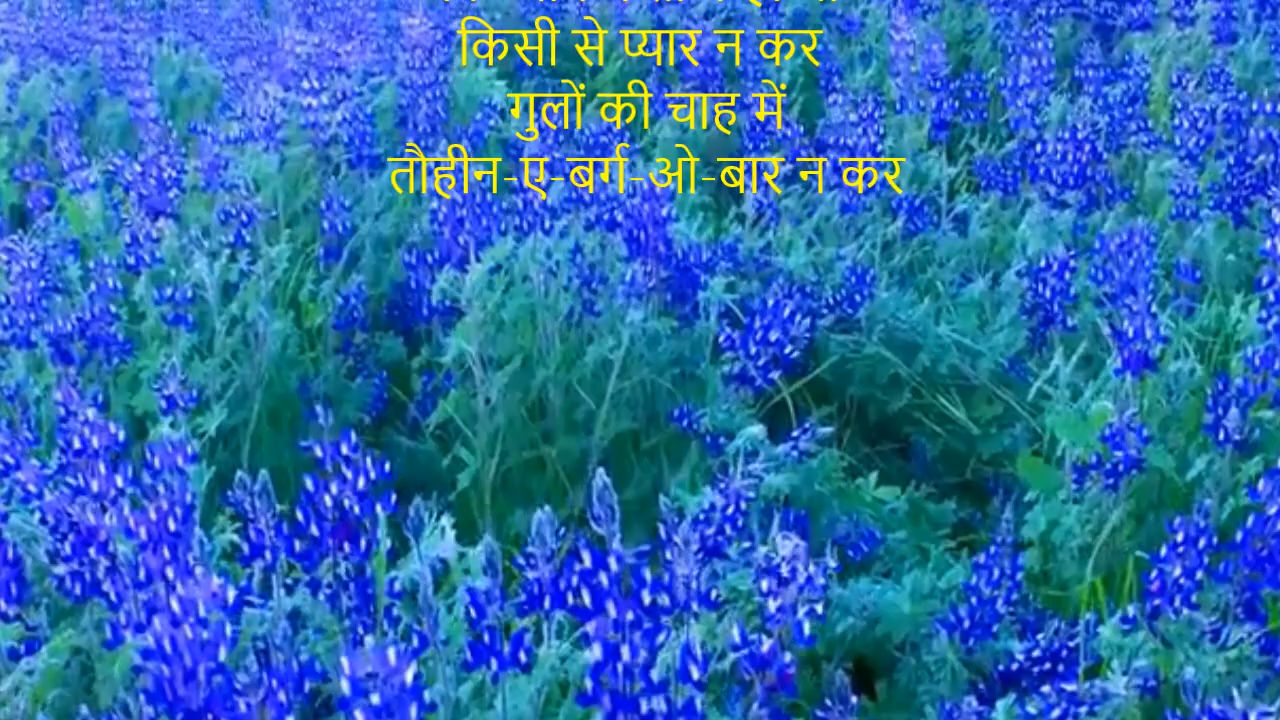 किसी से प्यार न कर
गुलों की चाह में
तौहीन-ए-बर्ग-ओ-बार न कर